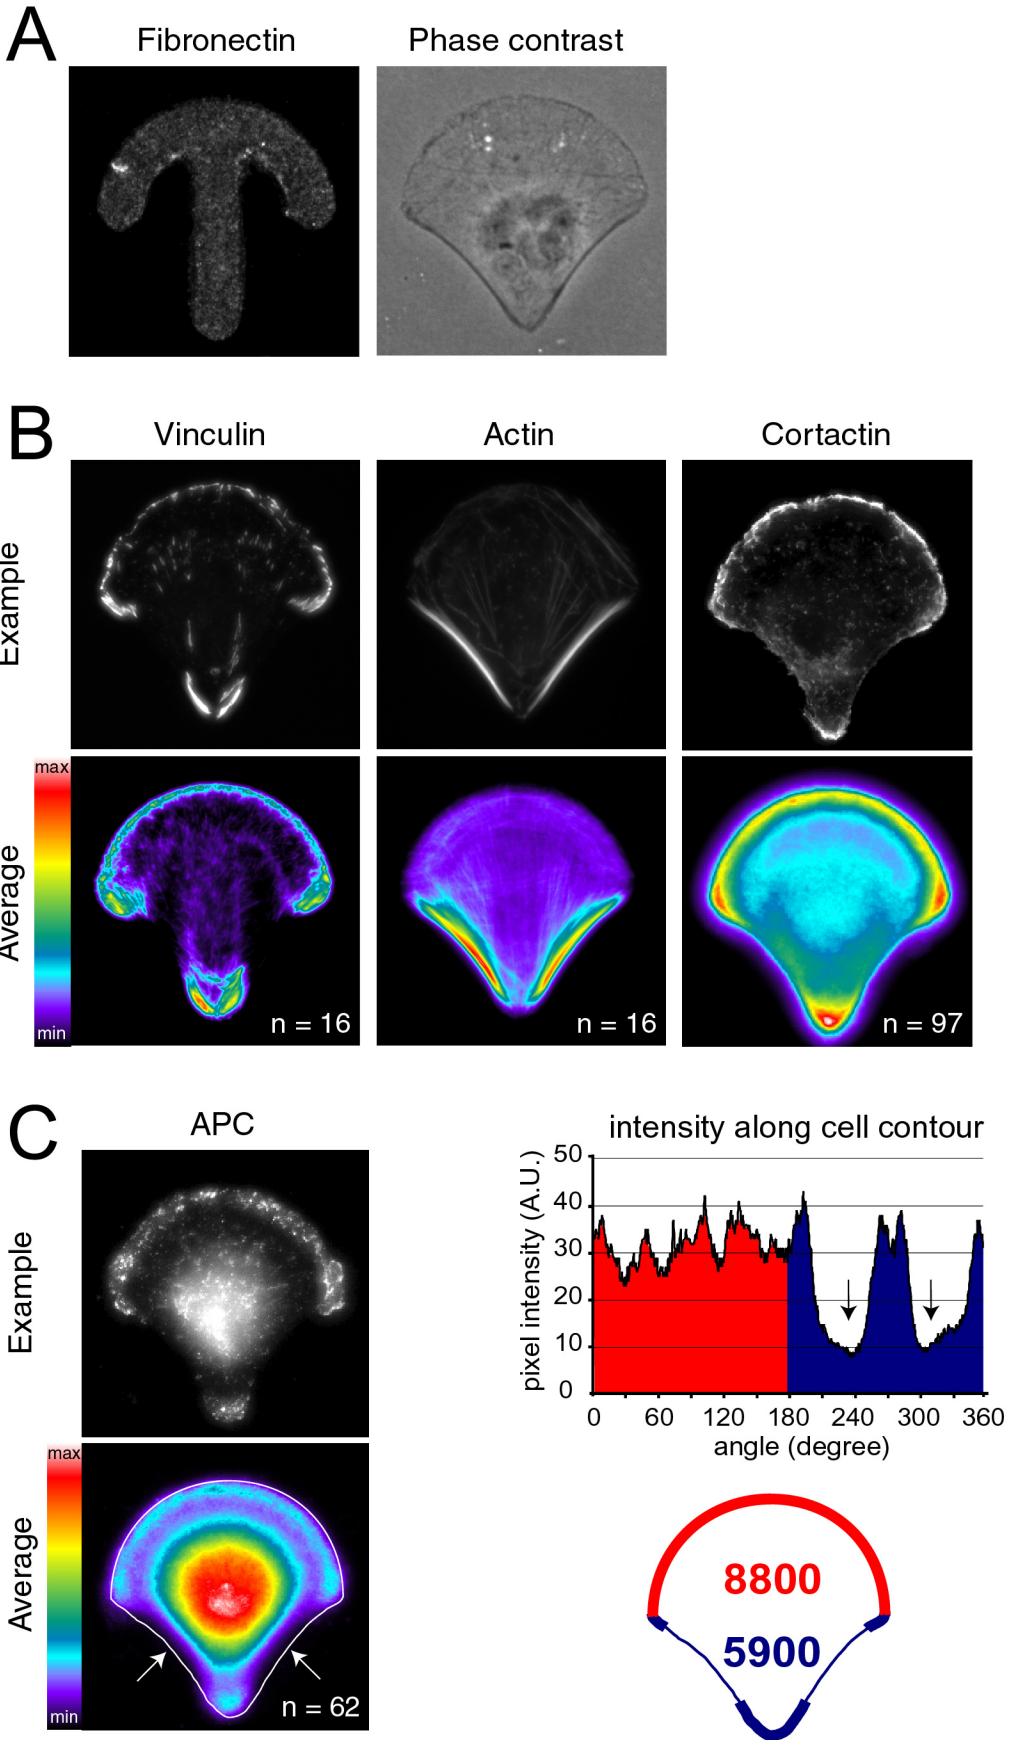 A
Fibronectin
Phase contrast
B
Vinculin
Actin
Cortactin
Example
Average
max
min
n = 16
n = 16
n = 97
C
APC
Example
Average
max
min
n = 62
intensity along cell contour
pixel intensity (A.U.)
50
40
30
20
10
0
0 60 120 180 240 300 360
angle (degree)
8800
5900